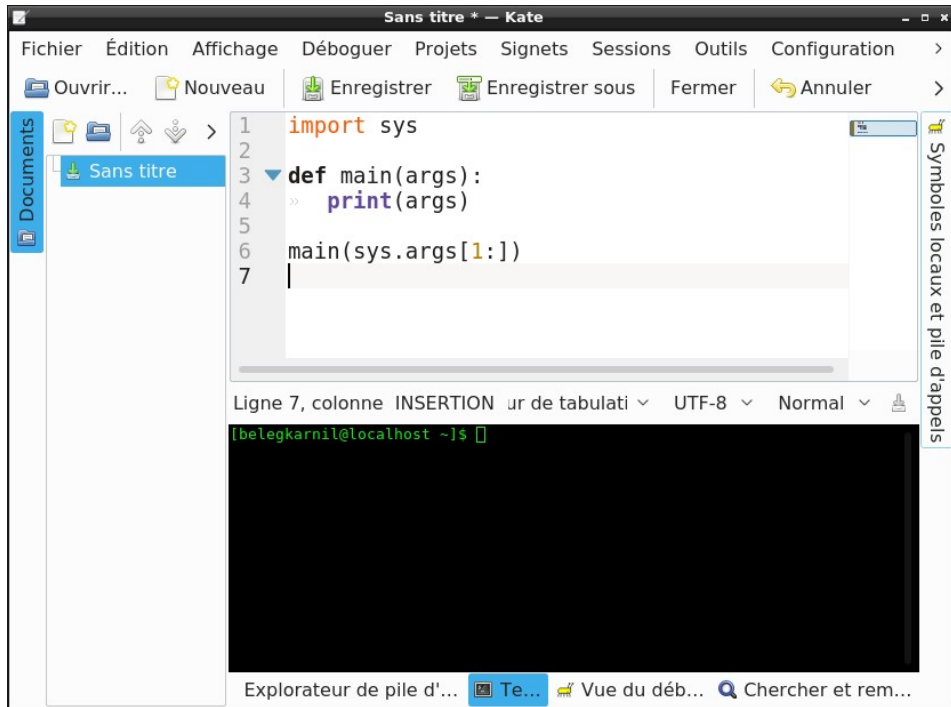 Sans titre * — Kate
Fichier Édition Affichage Déboguer Projets Signets Sessions Outils Configuration >
Ouvrir... Nouveau Enregistrer Enregistrer sous Fermer Annuler >
Documents
>
Sans titre
1 import sys
2
3 def main(args):
4 » print(args)
5
6 main(sys.args[1:])
7
Symboles locaux et pile d'appels
Ligne 7, colonne INSERTION ur de tabulati UTF-8 Normal
[belegkarnil@localhost ~]$
Explorateur de pile d'... Te... Vue du déb... Chercher et rem...